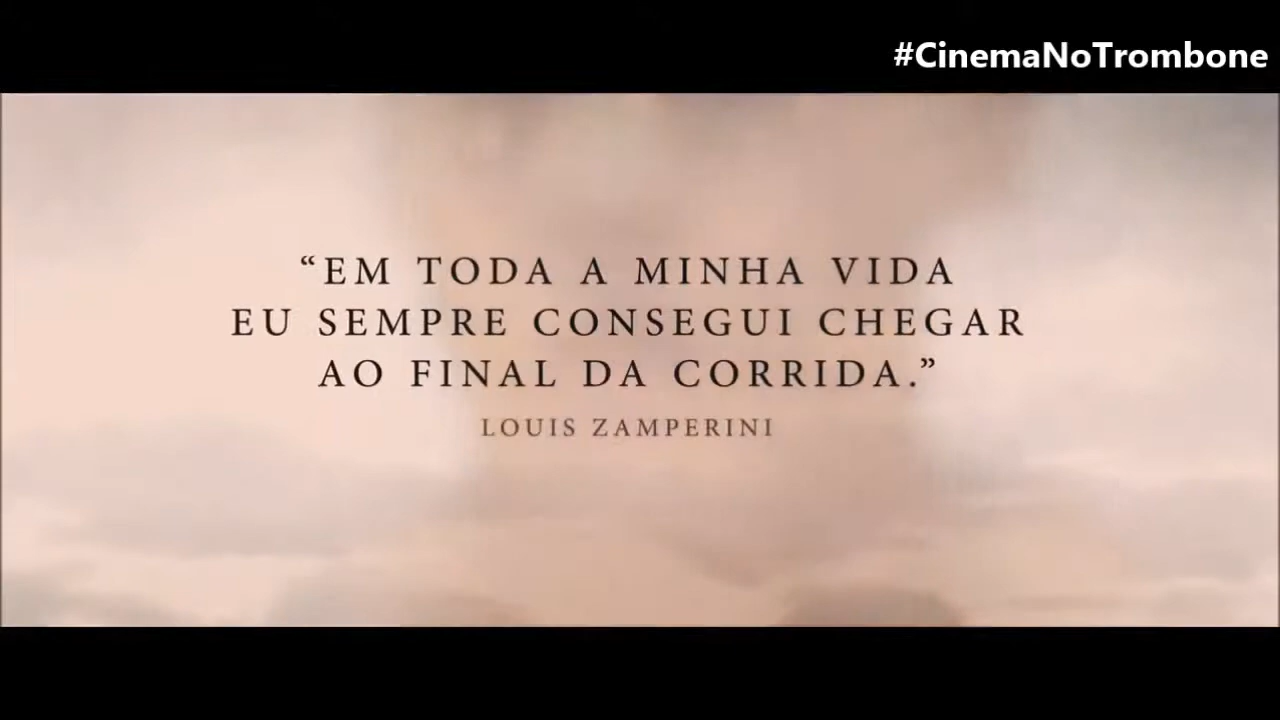 #CinemaNoTrombone
“EM TODA A MINHA VIDA
EU SEMPRE CONSEGUI CHEGAR
AO FINAL DA CORRIDA.”
LOUIS ZAMPERINI